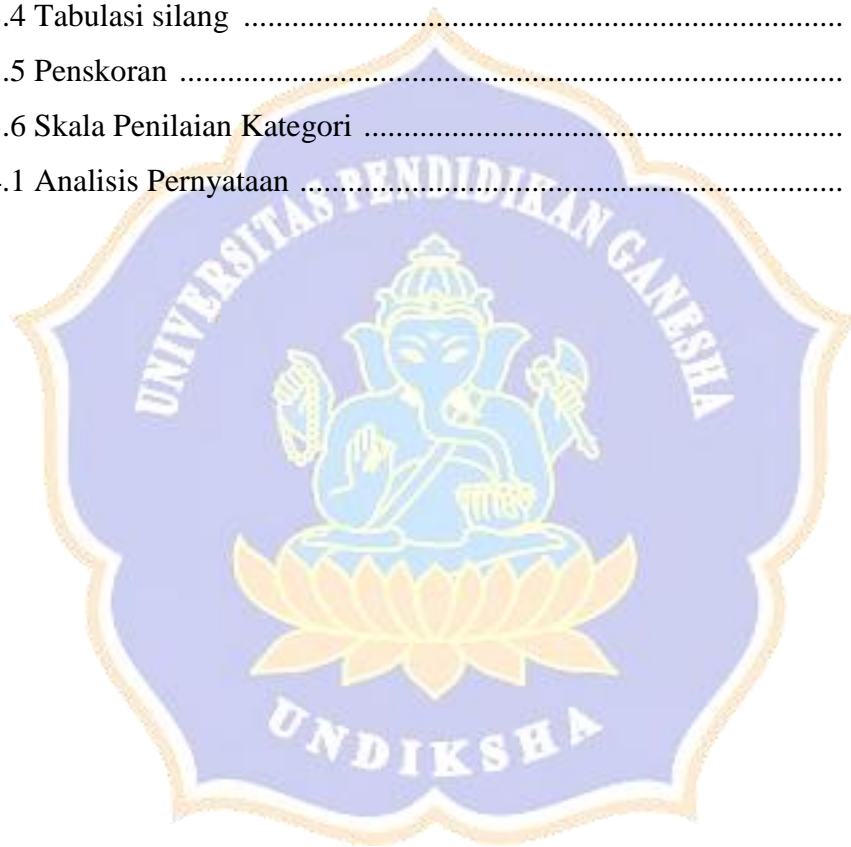 .4 Tabulasi silang ...........................................................................
.5 Penskoran ...................................................................................
.6 Skala Penilaian Kategori ............................................................
.1 Analisis Pernyataan ....................................................................
UNIVERSITAS PENDIDIKAN GANESHA
UNDIKSHA